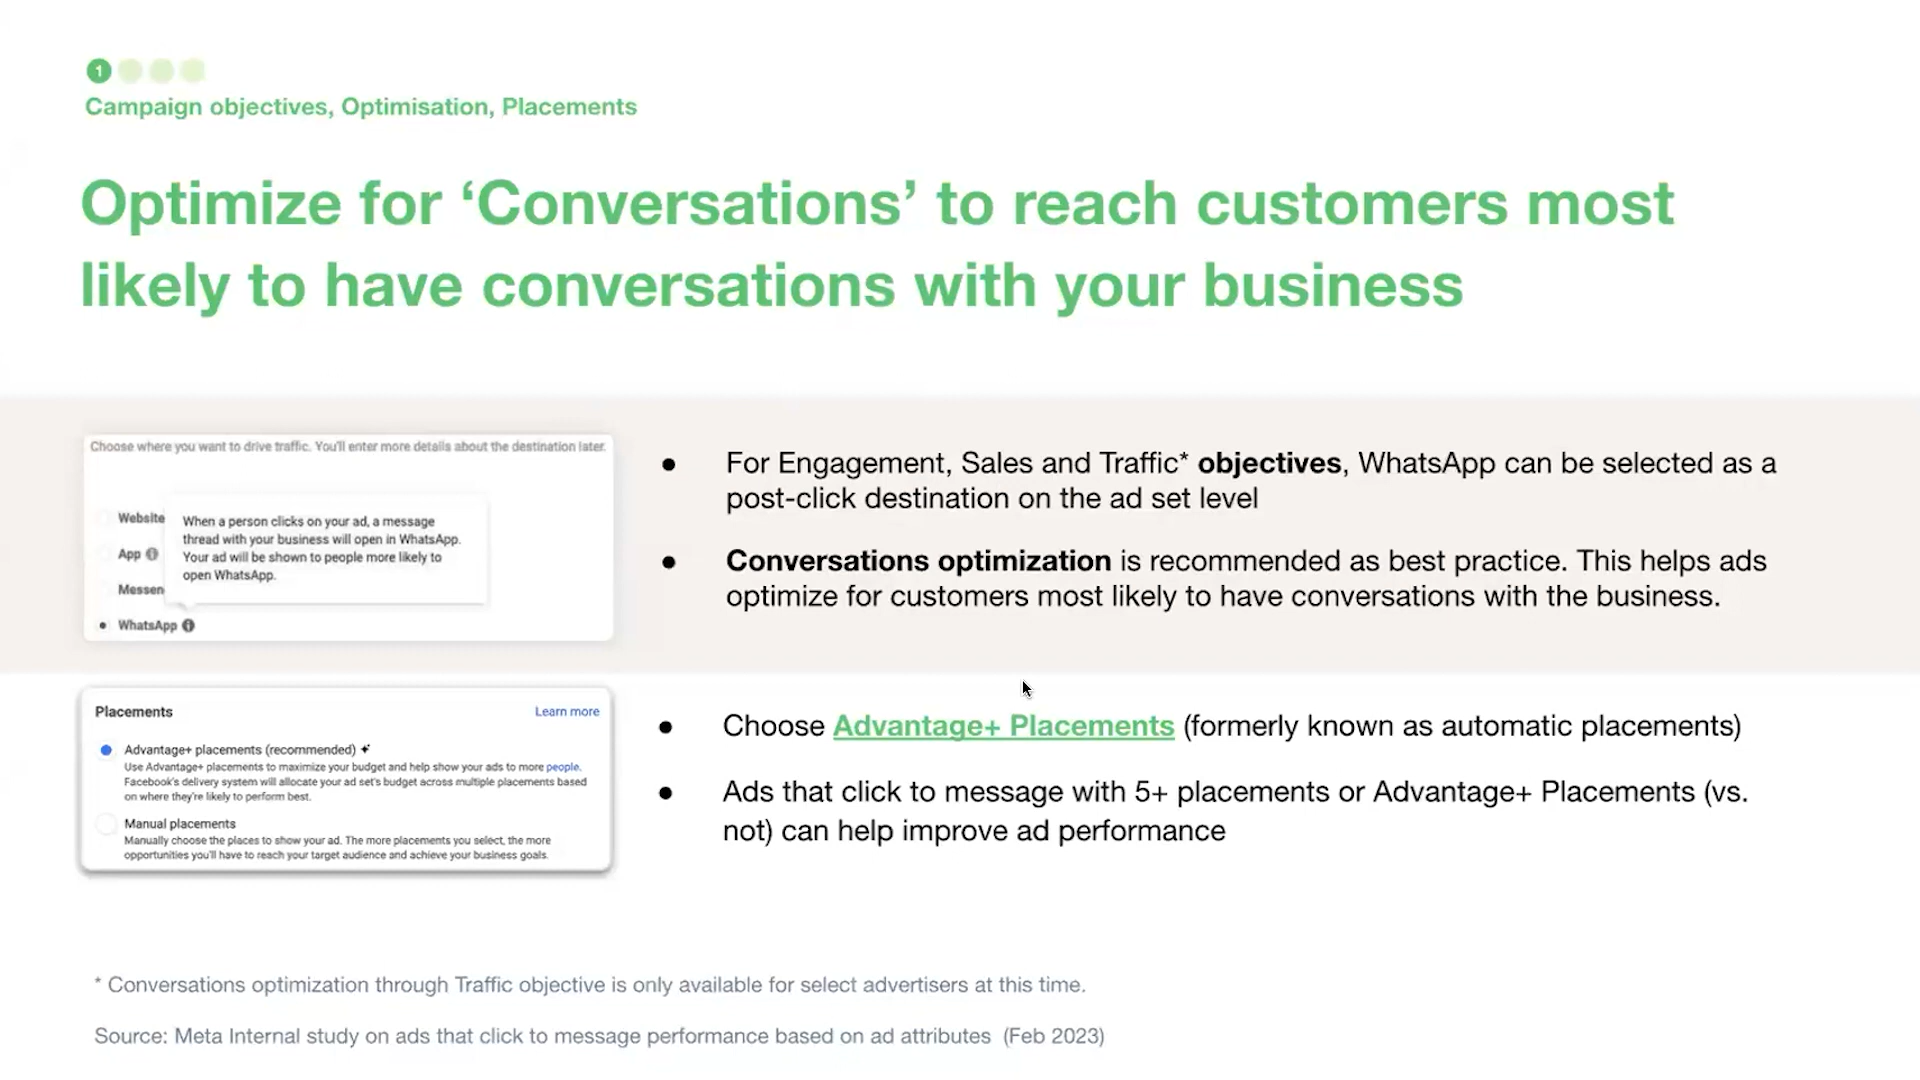 1
Campaign objectives, Optimisation, Placements
Optimize for ‘Conversations’ to reach customers most
likely to have conversations with your business
Choose where you want to drive traffic. You'll enter more details about the destination later.
Website
App
Messen
WhatsApp
When a person clicks on your ad, a message
thread with your business will open in WhatsApp.
Your ad will be shown to people more likely to
open WhatsApp.
● For Engagement, Sales and Traffic* objectives, WhatsApp can be selected as a
post-click destination on the ad set level
● Conversations optimization is recommended as best practice. This helps ads
optimize for customers most likely to have conversations with the business.
Placements
Learn more
Advantage+ placements (recommended)
Use Advantage+ placements to maximize your budget and help show your ads to more people.
Facebook's delivery system will allocate your ad set's budget across multiple placements based
on where they're likely to perform best.
Manual placements
Manually choose the places to show your ad. The more placements you select, the more
opportunities you'll have to reach your target audience and achieve your business goals.
● Choose Advantage+ Placements (formerly known as automatic placements)
● Ads that click to message with 5+ placements or Advantage+ Placements (vs.
not) can help improve ad performance
* Conversations optimization through Traffic objective is only available for select advertisers at this time.
Source: Meta Internal study on ads that click to message performance based on ad attributes (Feb 2023)